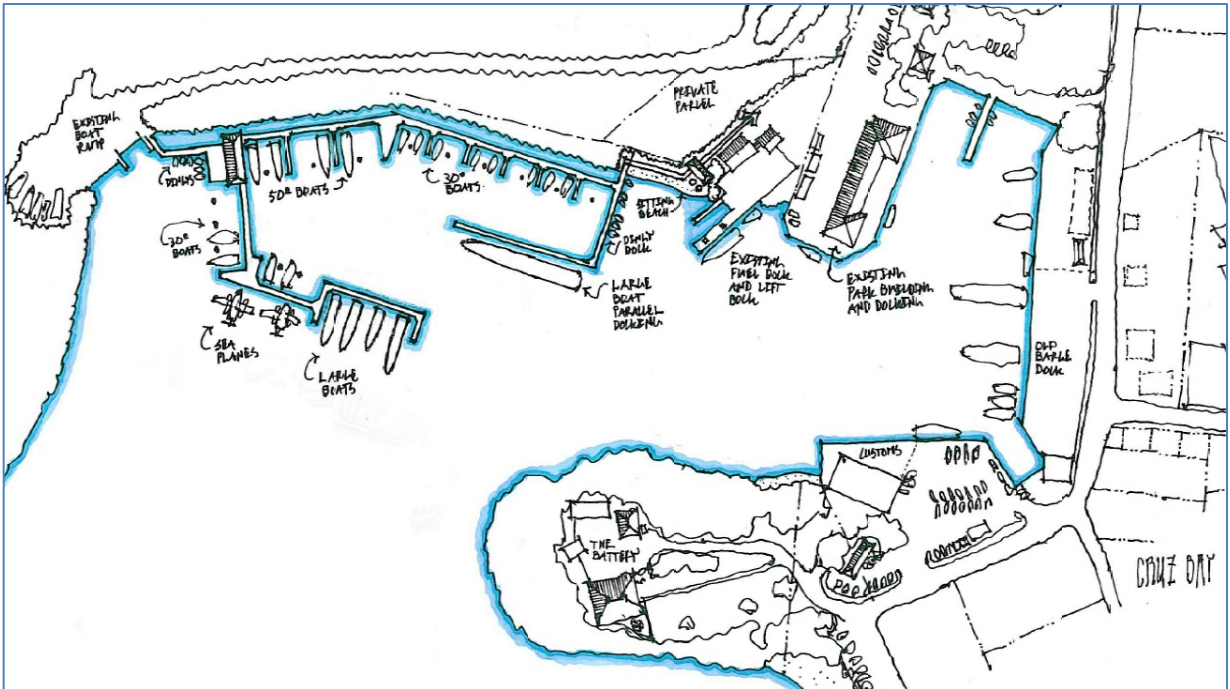 EXISTING
BOAT
RAMP
DINKS
50° BOATS
30°
BOATS
30°
BOATS
SEA
PLANES
LARGE
BOATS
PRIVATE
PARCEL
SITTING
BEACH
DINGY
DOCK
LARGE
BOAT
PARALLEL
DOCKING
EXISTING
FUEL DOCK
AND LIFT
DOCK
EXISTING
PARK BUILDING
AND DOCKING
OLD
BARGE
DOCK
CUSTOMS
THE
BATTERY
CRUZ BAY